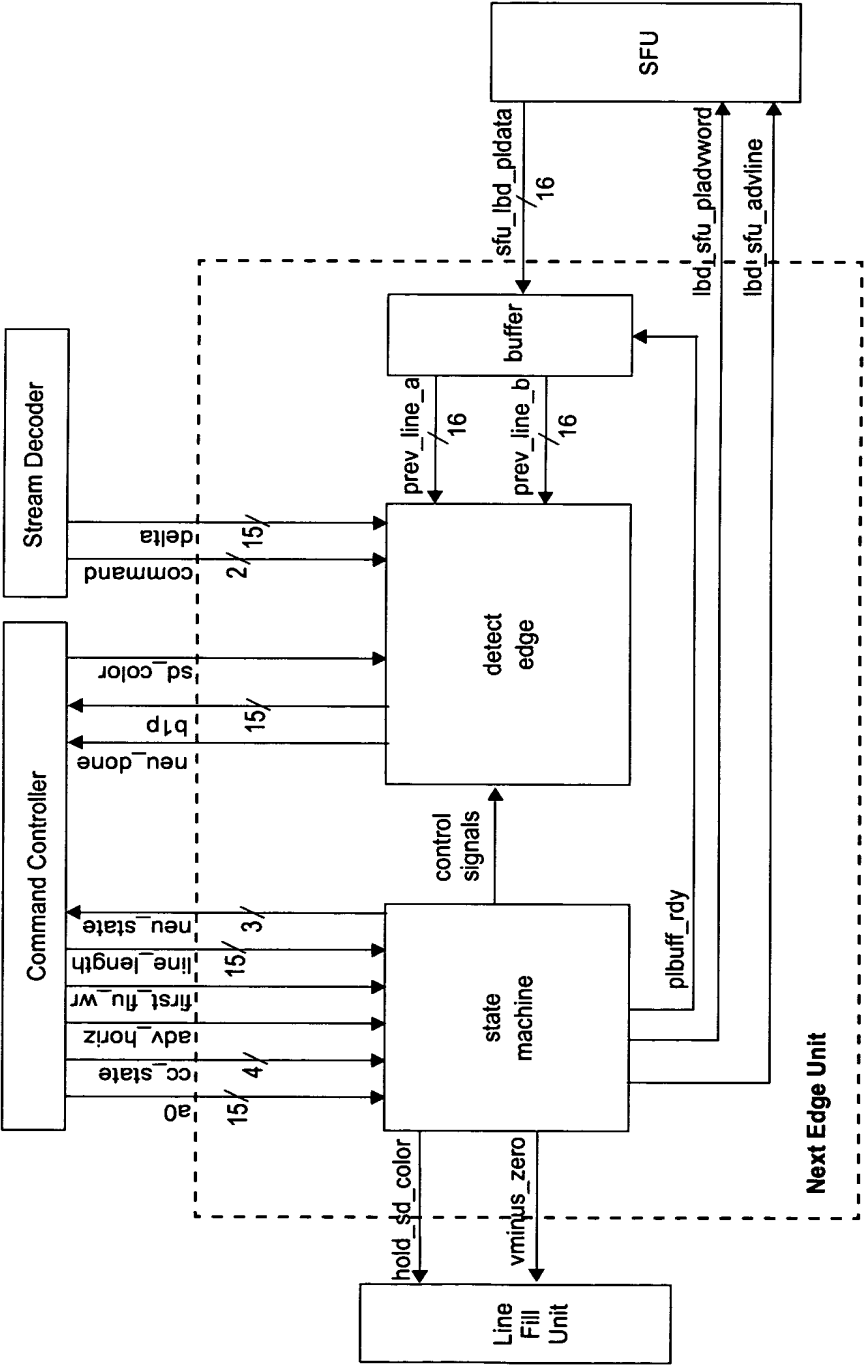 Command Controller
Stream Decoder
a0
15
cc_state
4
adv_horiz
first_flu_wr
line_length
15
neu_state
3
neu_done
b1p
15
sd_color
command
2
delta
15
Line
Fill
Unit
hold_sd_color
vminus_zero
state
machine
control
signals
detect
edge
prev_line_a
16
prev_line_b
16
buffer
sfu_lbd_pldata
16
SFU
plbuff_rdy
lbd_sfu_pladvword
lbd_sfu_advline
Next Edge Unit